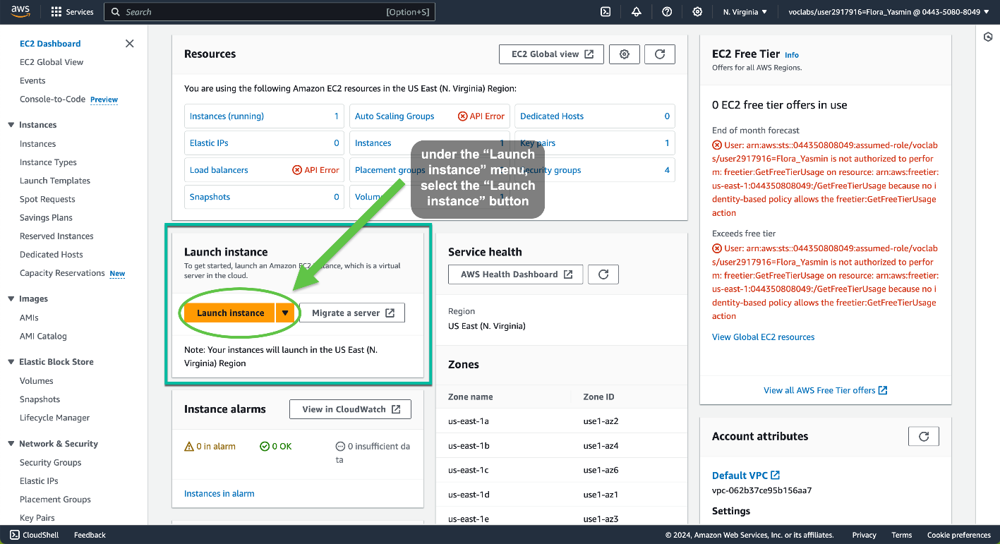 aws
Services
Search
[Option+S]
N. Virginia
voclabs/user2917916=Flora_Yasmin @ 0443-5080-8049
EC2 Dashboard
EC2 Global View
Events
Console-to-Code Preview
Instances
Instances
Instance Types
Launch Templates
Spot Requests
Savings Plans
Reserved Instances
Dedicated Hosts
Capacity Reservations New
Images
AMIs
AMI Catalog
Elastic Block Store
Volumes
Snapshots
Lifecycle Manager
Network & Security
Security Groups
Elastic IPs
Placement Groups
Key Pairs
Resources
EC2 Global view
You are using the following Amazon EC2 resources in the US East (N. Virginia) Region:
Instances (running) 1
Auto Scaling Groups API Error
Dedicated Hosts 0
Elastic IPs 0
Instances 1
Key pairs 1
Load balancers API Error
Placement groups
Security groups 4
Snapshots 0
Volumes 1
under the “Launch
instance” menu,
select the “Launch
instance” button
Launch instance
To get started, launch an Amazon EC2 instance, which is a virtual
server in the cloud.
Launch instance
Migrate a server
Note: Your instances will launch in the US East (N.
Virginia) Region
Instance alarms
View in CloudWatch
0 in alarm
0 OK
0 insufficient da
ta
Instances in alarm
Service health
AWS Health Dashboard
Region
US East (N. Virginia)
Zones
Zone name Zone ID
us-east-1a use1-az2
us-east-1b use1-az4
us-east-1c use1-az6
us-east-1d use1-az1
us-east-1e use1-az3
EC2 Free Tier Info
Offers for all AWS Regions.
0 EC2 free tier offers in use
End of month forecast
User: arn:aws:sts::044350808049:assumed-role/voclab
s/user2917916=Flora_Yasmin is not authorized to perfor
m: freetier:GetFreeTierUsage on resource: arn:aws:freetier:
us-east-1:044350808049:/GetFreeTierUsage because no i
dentity-based policy allows the freetier:GetFreeTierUsage
action
Exceeds free tier
User: arn:aws:sts::044350808049:assumed-role/voclab
s/user2917916=Flora_Yasmin is not authorized to perfor
m: freetier:GetFreeTierUsage on resource: arn:aws:freetier:
us-east-1:044350808049:/GetFreeTierUsage because no i
dentity-based policy allows the freetier:GetFreeTierUsage
action
View Global EC2 resources
View all AWS Free Tier offers
Account attributes
Default VPC
vpc-062b37ce95b156aa7
Settings
CloudShell
Feedback
© 2024, Amazon Web Services, Inc. or its affiliates.
Privacy
Terms
Cookie preferences